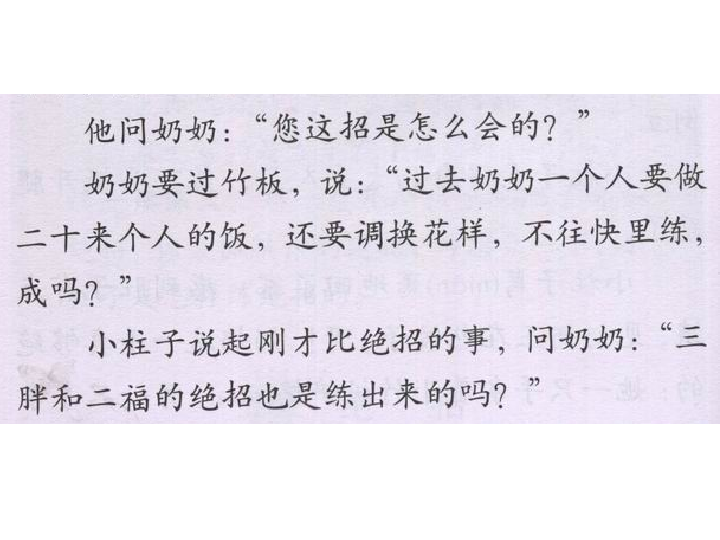 他问奶奶：“您这招是怎么会的？”
奶奶要过竹板，说：“过去奶奶一个人要做
二十来个人的饭，还要调换花样，不往快里练，
成吗？”
小柱子说起刚才比绝招的事，问奶奶：“三
胖和二福的绝招也是练出来的吗？”